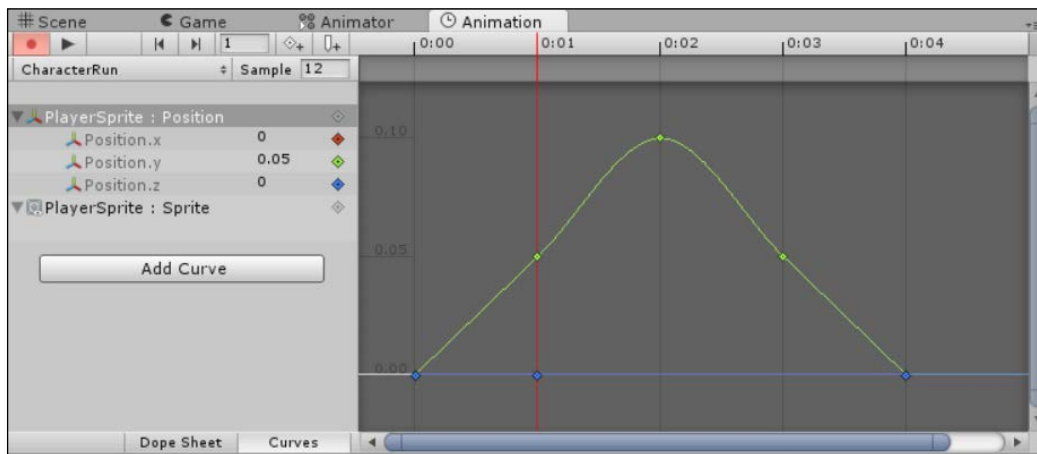 Scene Game Animator Animation
1 0:00 0:01 0:02 0:03 0:04
CharacterRun Sample 12
PlayerSprite : Position
Position.x 0 0.10
Position.y 0.05
Position.z 0
PlayerSprite : Sprite
0.05
Add Curve
0.00
Dope Sheet Curves